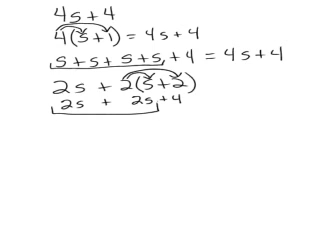 4s + 4
4(s + 1) = 4s + 4
s + s + s + s + 4 = 4s + 4
2s + 2(s + 2)
2s + 2s + 4